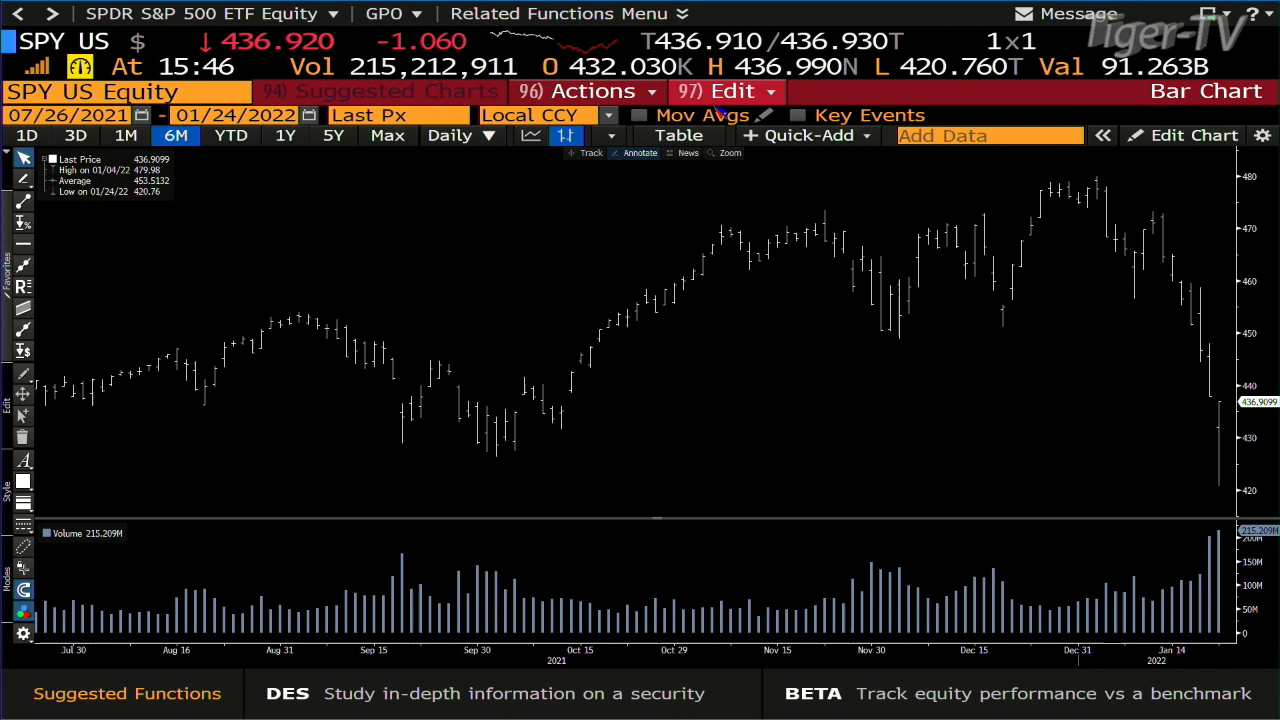 SPDR S&P 500 ETF Equity GPO Related Functions Menu Message ?
Tiger-TV
SPY US $ ↓ 436.920 -1.060 T436.910 /436.930T 1x1
At 15:46 Vol 215,212,911 O 432.030K H 436.990N L 420.760T Val 91.263B
SPY US Equity 94) Suggested Charts 96) Actions 97) Edit Bar Chart
07/26/2021 - 01/24/2022 Last Px Local CCY Mov Avgs Key Events
1D 3D 1M 6M YTD 1Y 5Y Max Daily ▼ Table + Quick-Add Add Data « Edit Chart
Track Annotate News Zoom
Last Price 436.9099
High on 01/04/22 479.98
Average 453.5132
Low on 01/24/22 420.76
Favorites
Edit
Style
Modes
480
470
460
450
440
436.9099
430
420
Volume 215.209M
215.209M
200M
150M
100M
50M
0
Jul 30 Aug 16 Aug 31 Sep 15 Sep 30 Oct 15 Oct 29 Nov 15 Nov 30 Dec 15 Dec 31 Jan 14
2021 2022
Suggested Functions DES Study in-depth information on a security BETA Track equity performance vs a benchmark